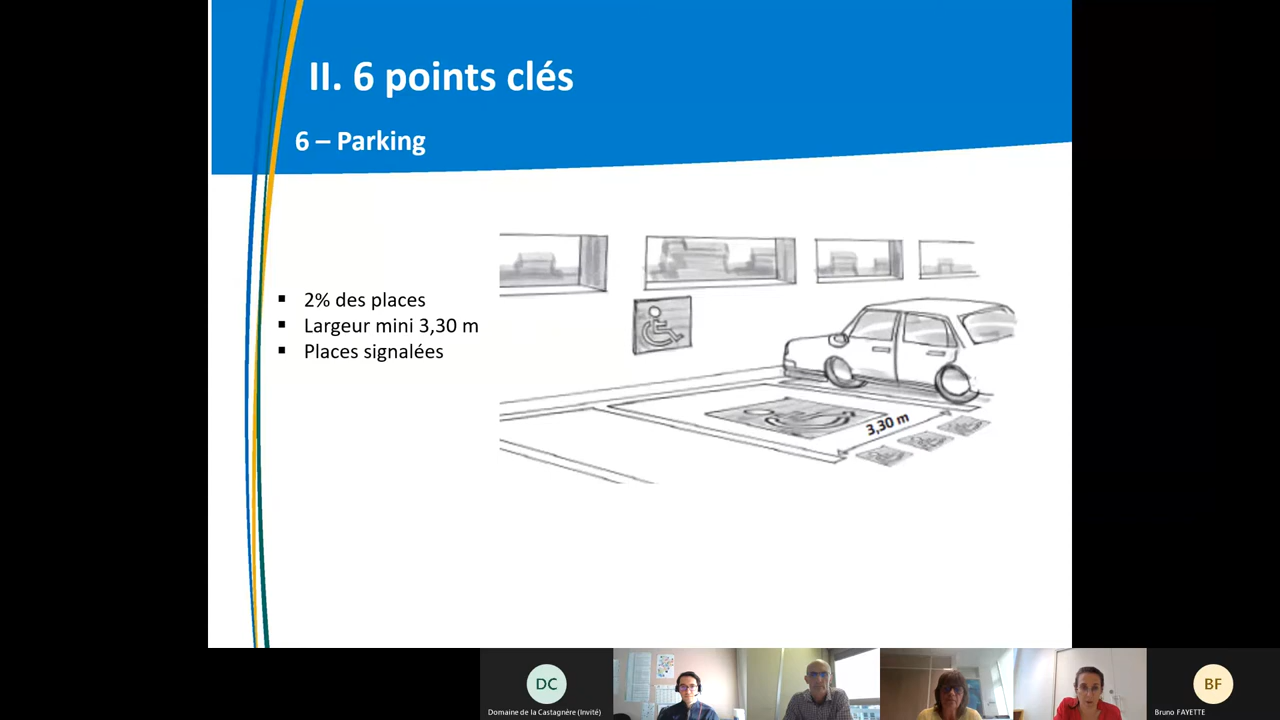 II. 6 points clés
6 – Parking
2% des places
Largeur mini 3,30 m
Places signalées
3,30 m
DC
BF
Domaine de la Castagnère (Invité)
Bruno FAYETTE